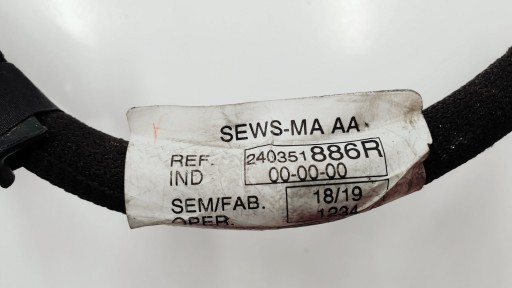 SEWS-MA AA
REF. 240351886R
IND 00-00-00
SEM/FAB. 18/19
OPER. 1234